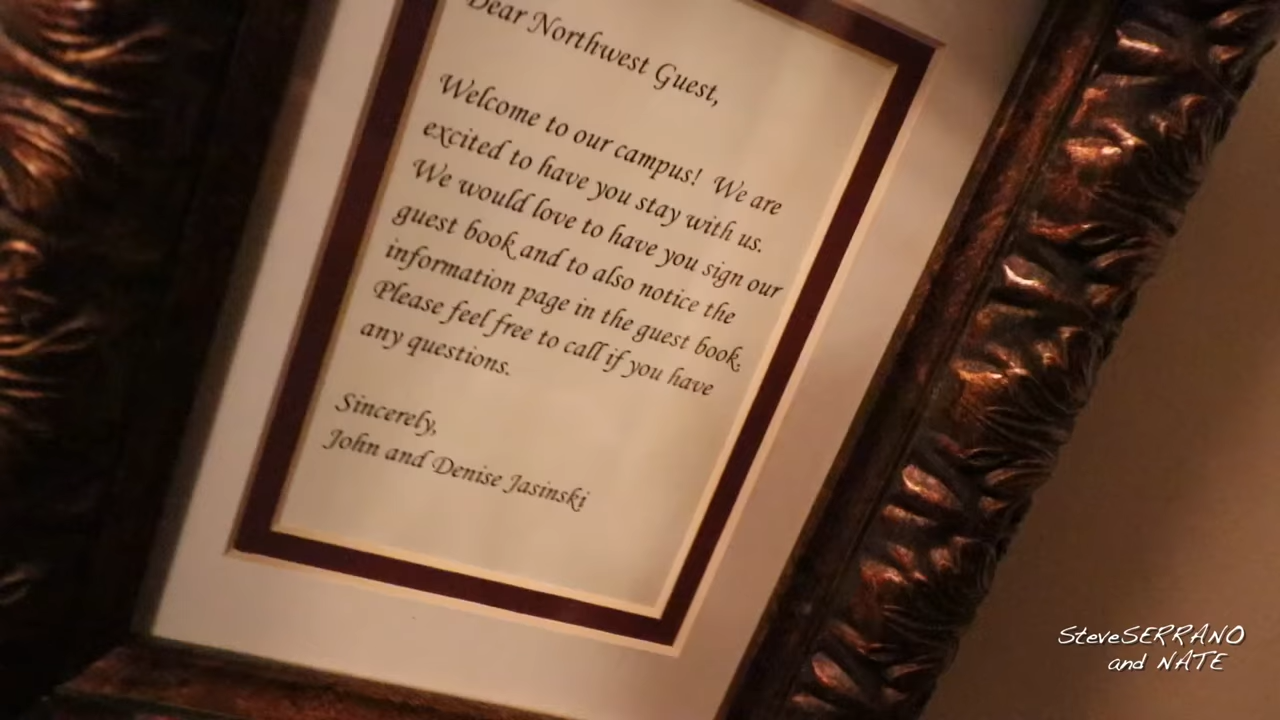 Dear Northwest Guest,
Welcome to our campus! We are
excited to have you stay with us.
We would love to have you sign our
guest book and to also notice the
information page in the guest book.
Please feel free to call if you have
any questions.
Sincerely,
John and Denise Jasinski
SteveSERRANO
and NATE